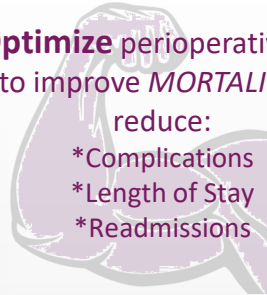 ptimize perioperativ
to improve MORTALI
reduce:
*Complications
*Length of Stay
*Readmissions